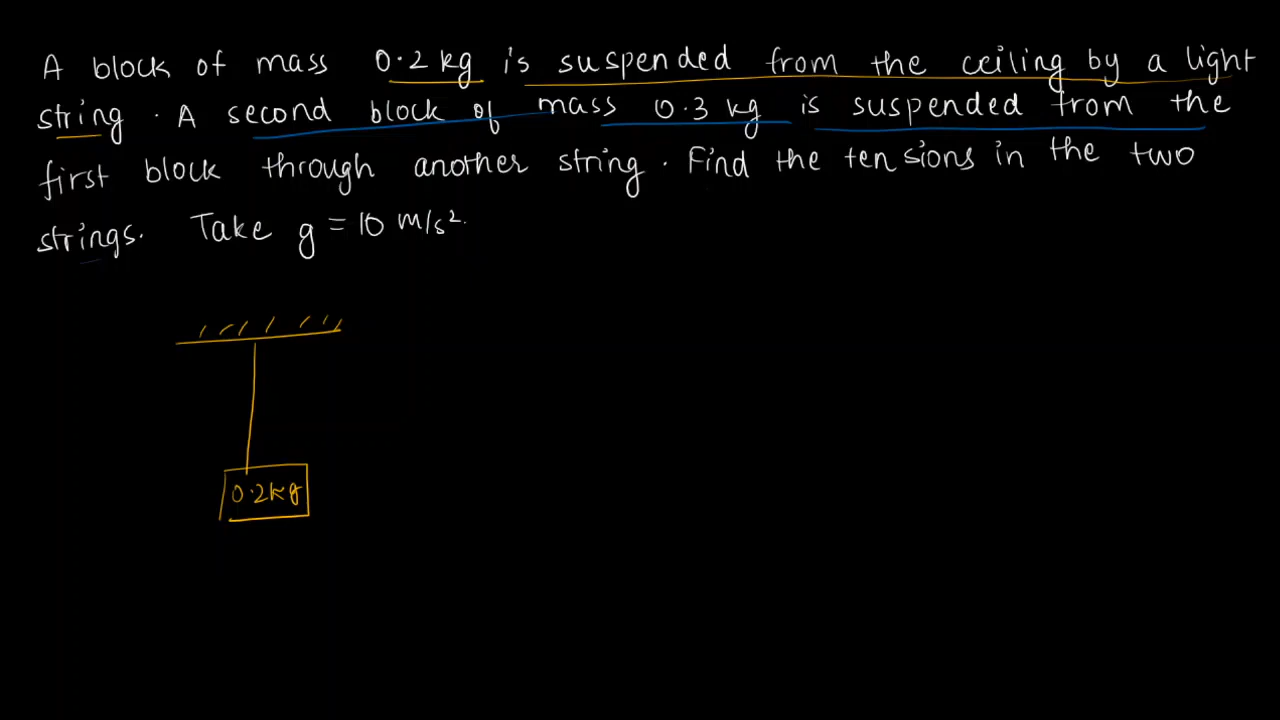 A block of mass 0.2 kg is suspended from the ceiling by a light
string. A second block of mass 0.3 kg is suspended from the
first block through another string. Find the tensions in the two
strings. Take g = 10 m/s².
0.2kg